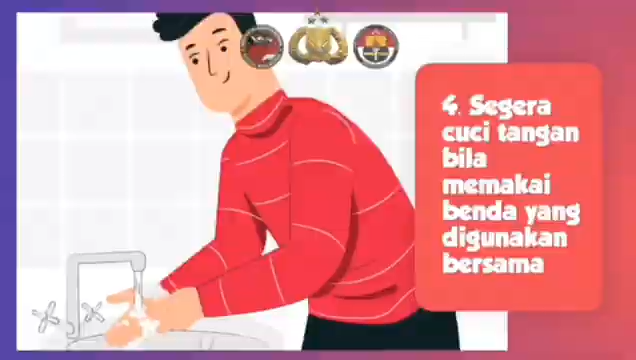 4. Segera
cuci tangan
bila
memakai
benda yang
digunakan
bersama